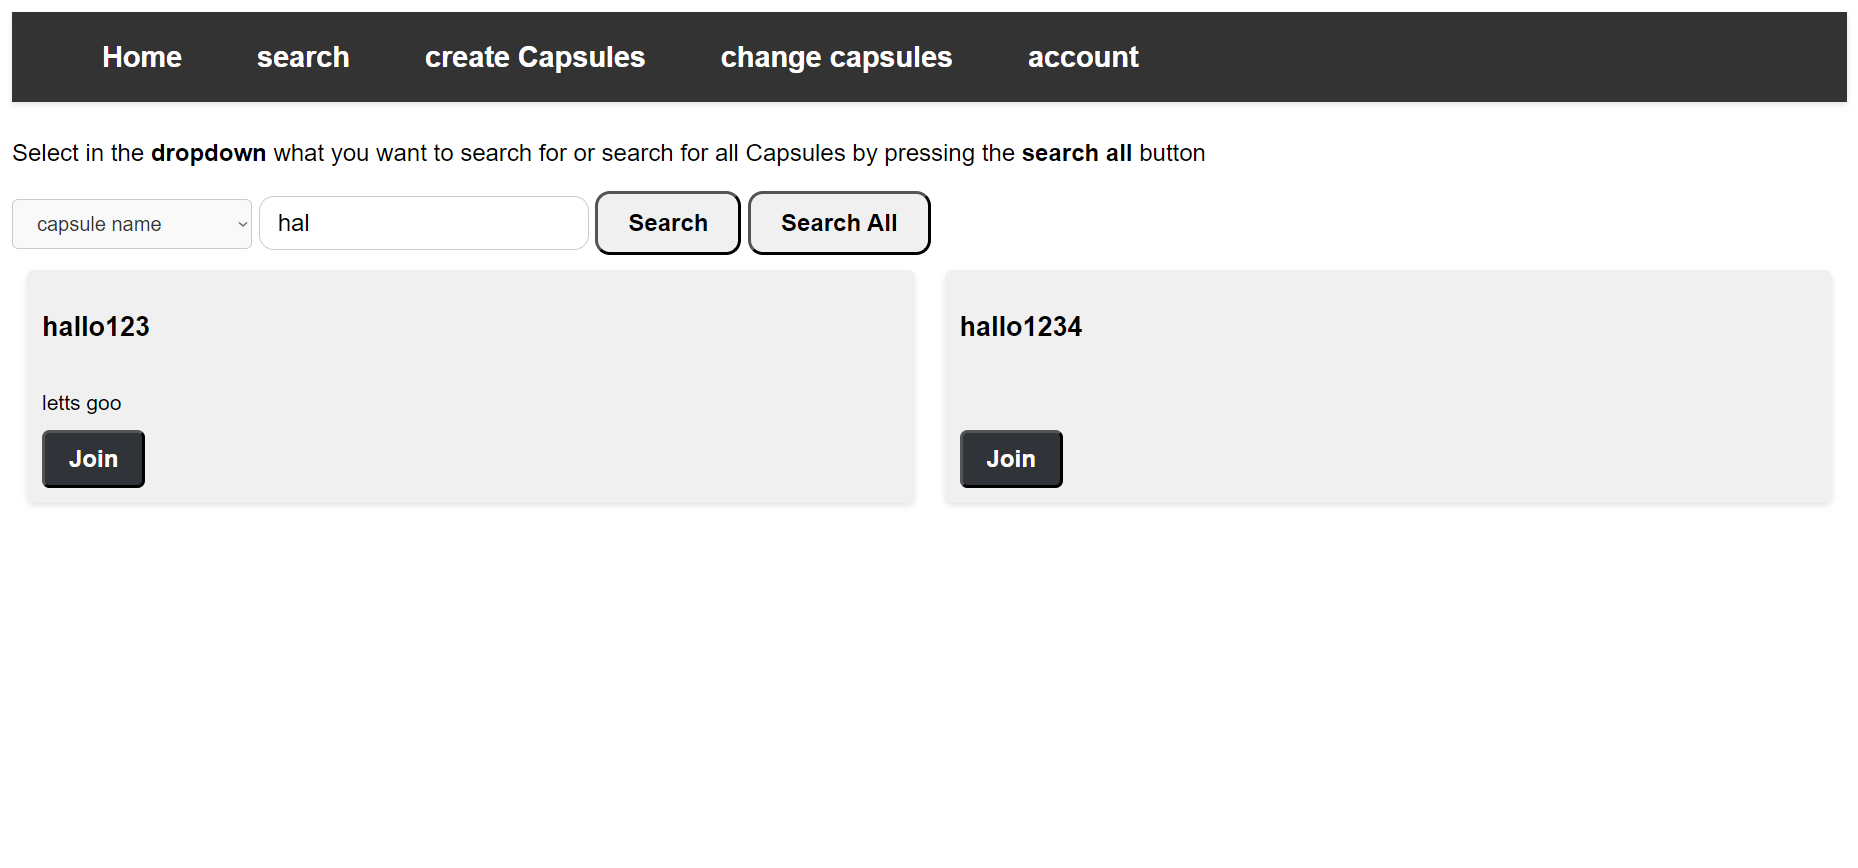 Home search create Capsules change capsules account
Select in the dropdown what you want to search for or search for all Capsules by pressing the search all button
capsule name hal Search Search All
hallo123
letts goo
Join
hallo1234
Join